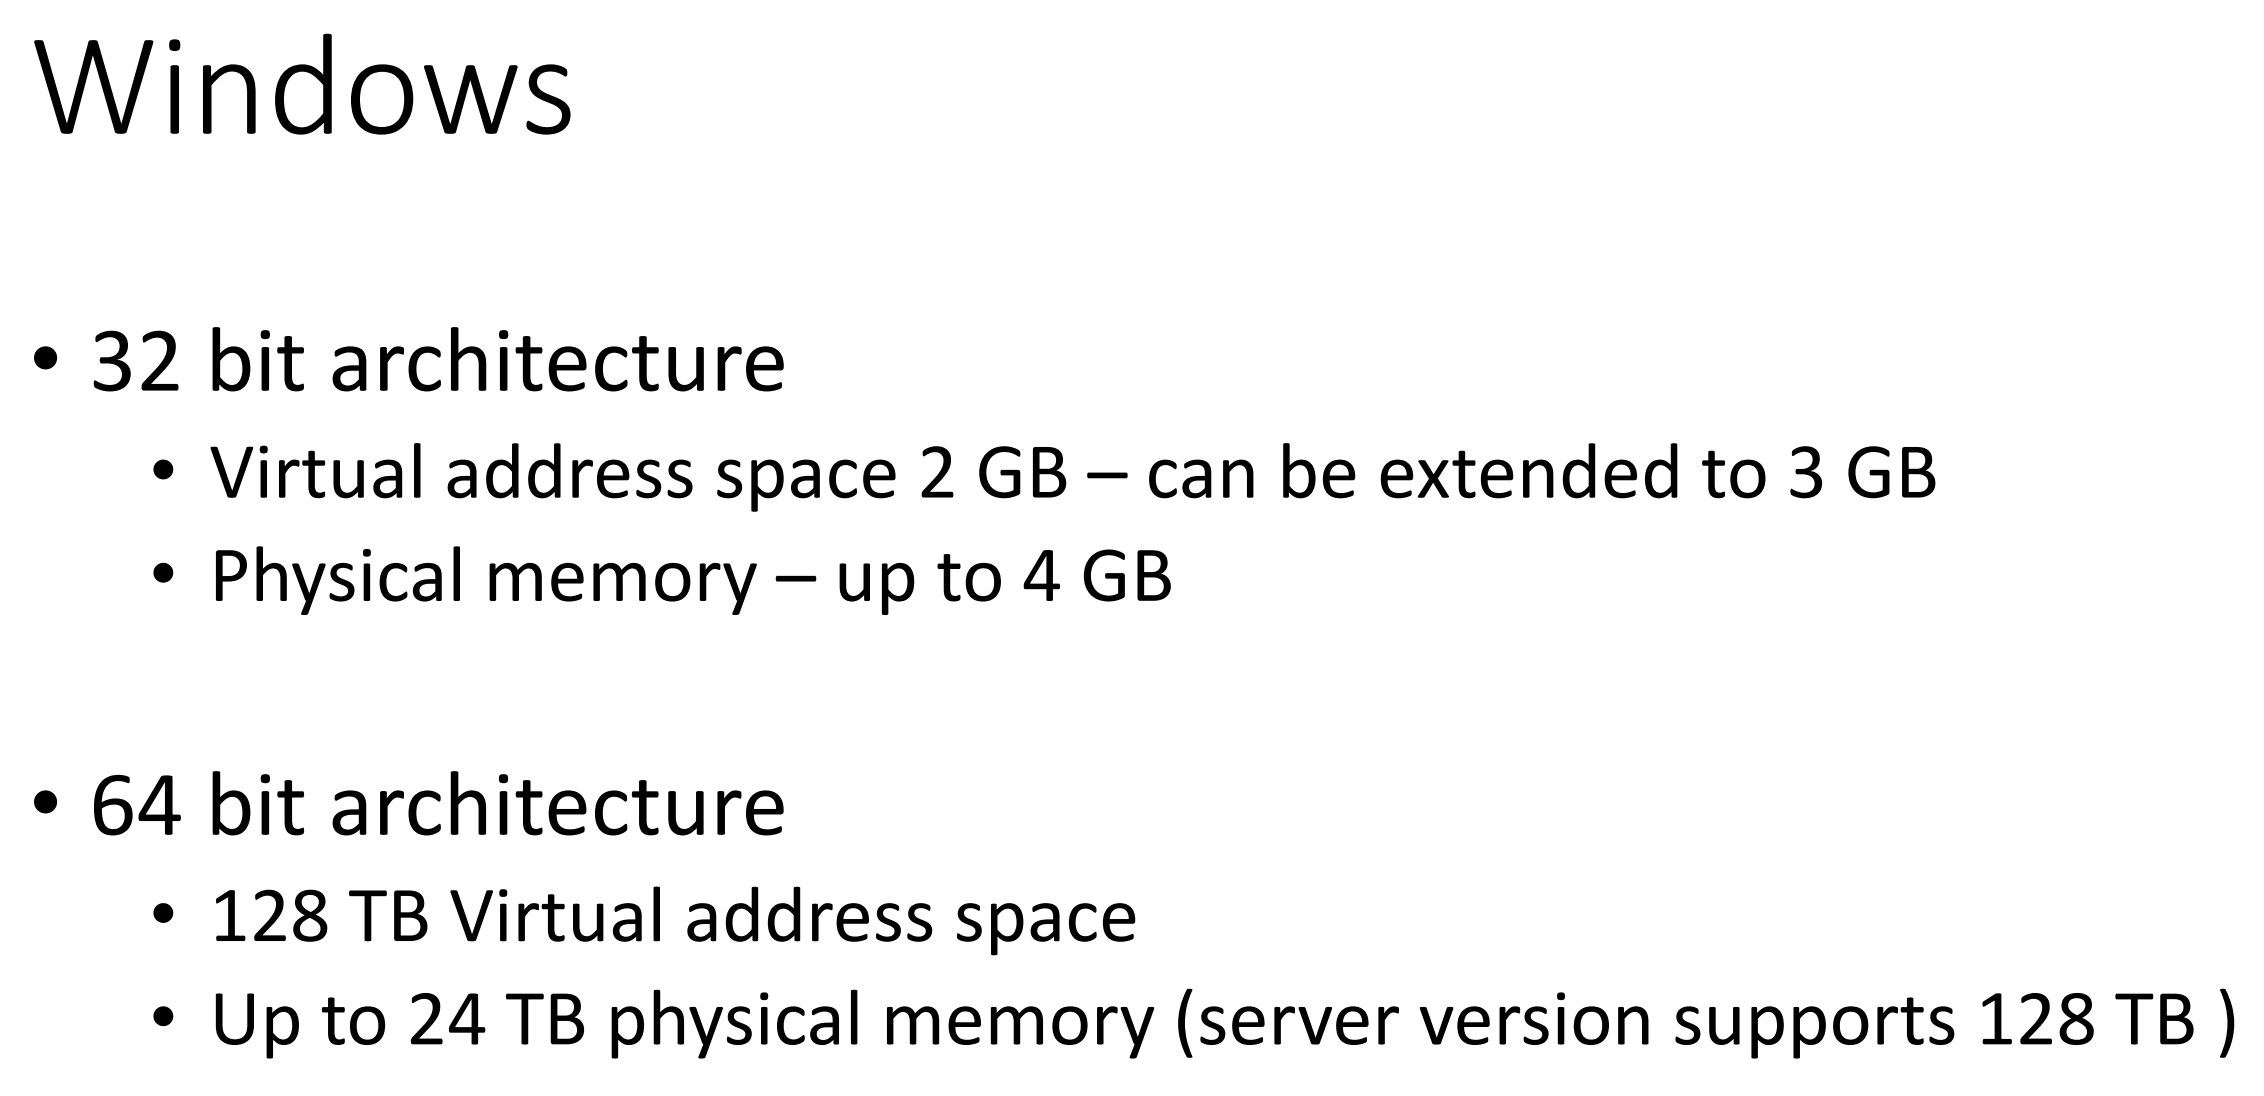 Windows
• 32 bit architecture
• Virtual address space 2 GB – can be extended to 3 GB
• Physical memory – up to 4 GB
• 64 bit architecture
• 128 TB Virtual address space
• Up to 24 TB physical memory (server version supports 128 TB )